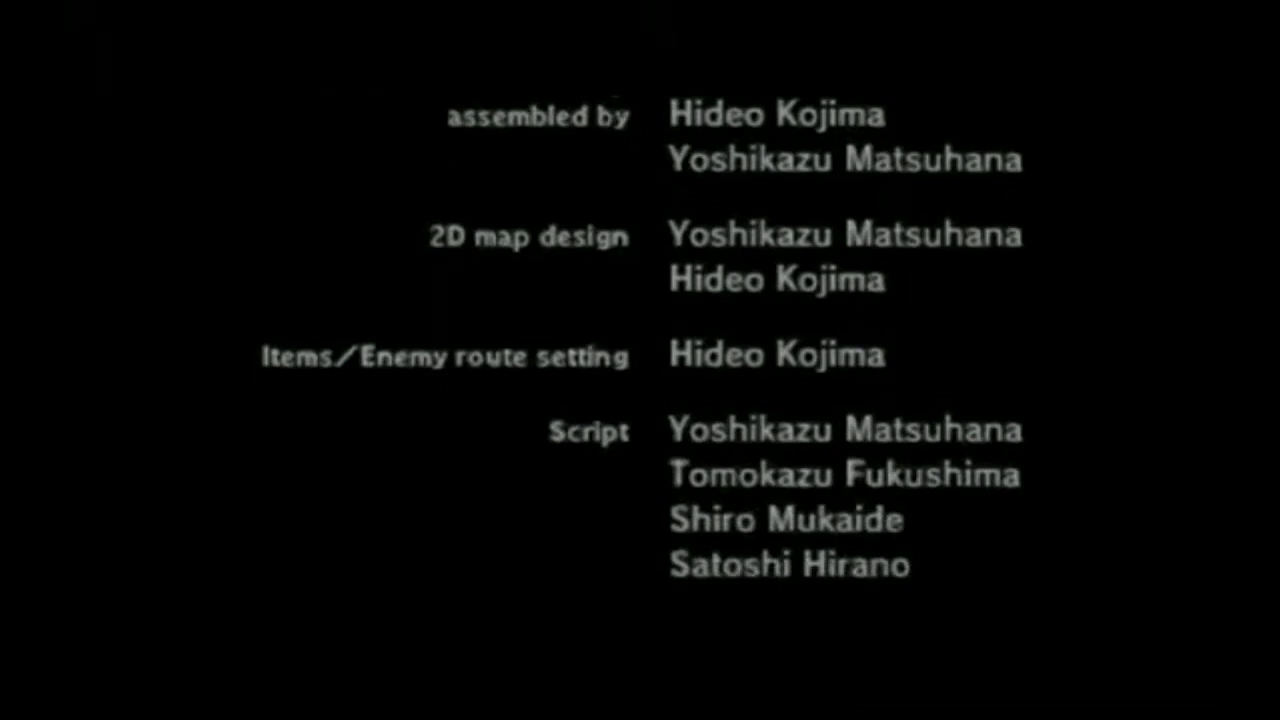 assembled by Hideo Kojima
Yoshikazu Matsuhana
2D map design Yoshikazu Matsuhana
Hideo Kojima
Items/Enemy route setting Hideo Kojima
Script Yoshikazu Matsuhana
Tomokazu Fukushima
Shiro Mukaide
Satoshi Hirano